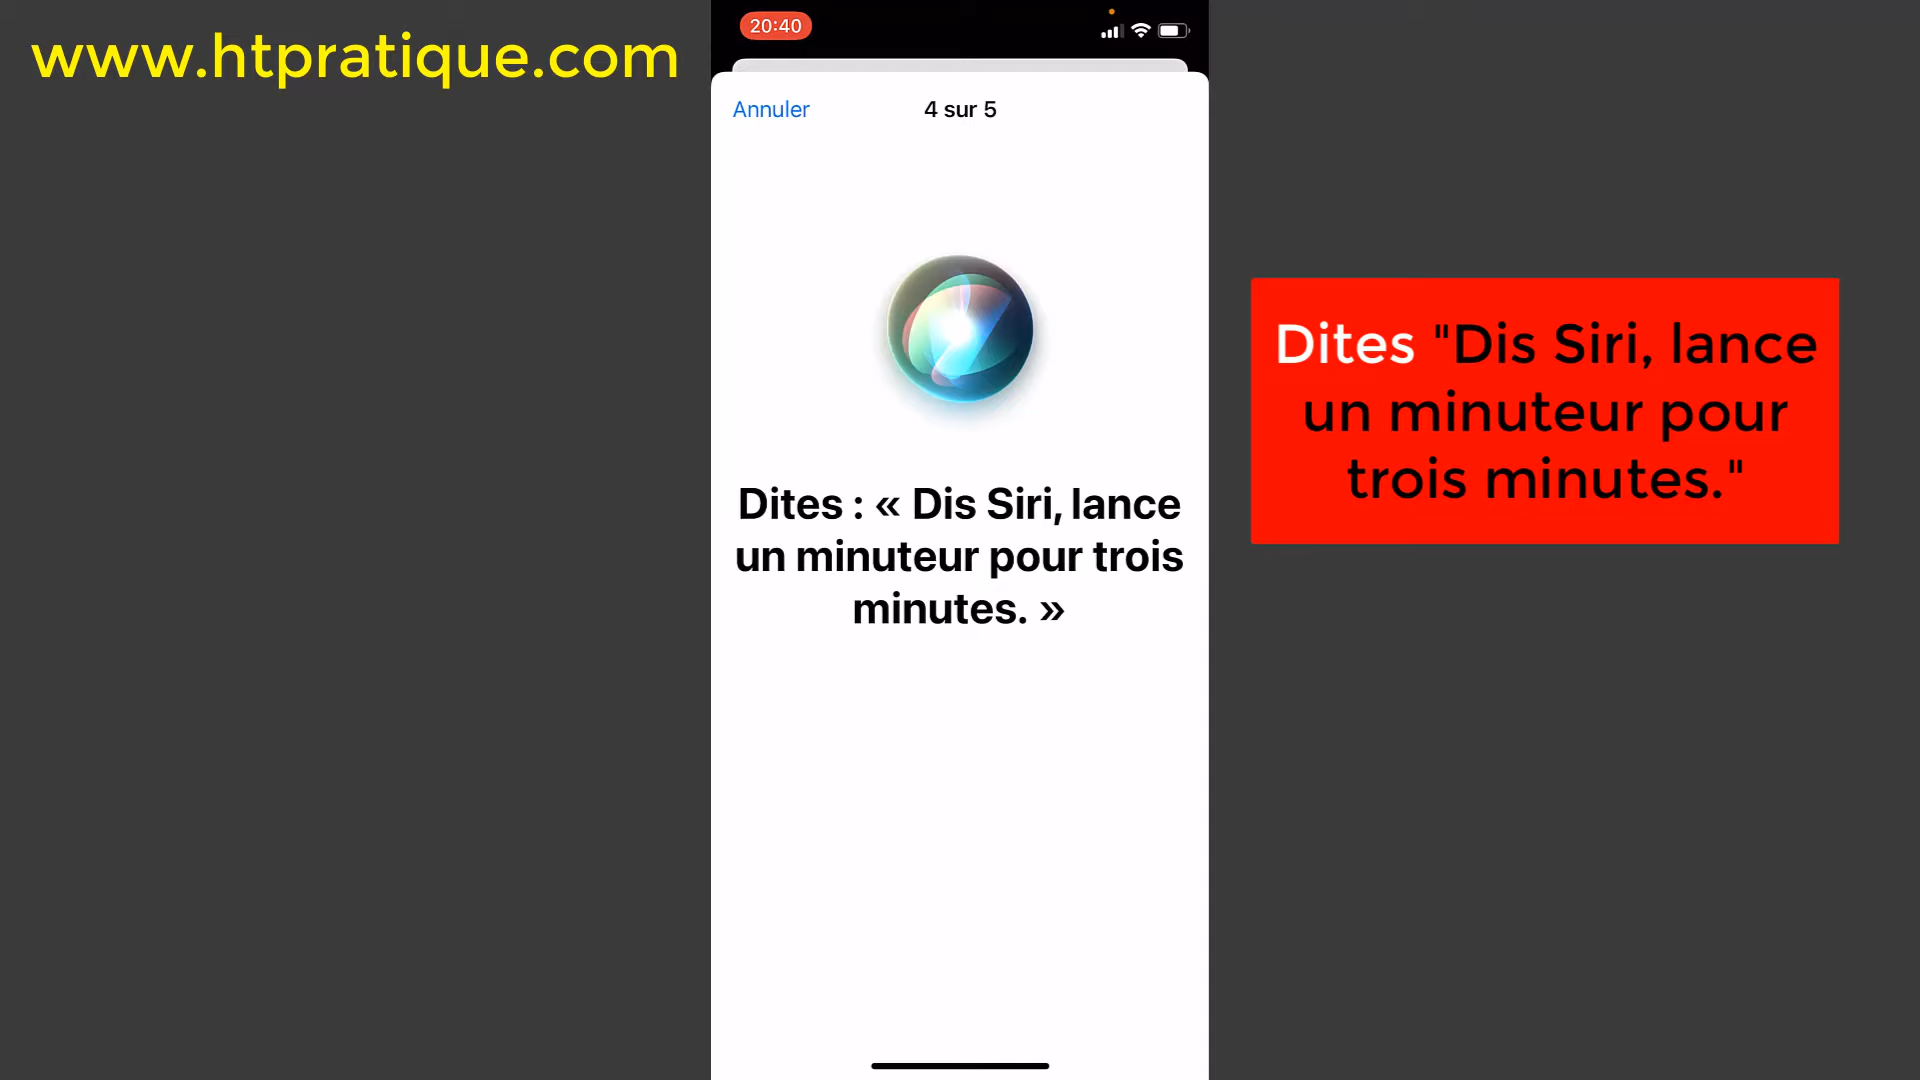 www.htpratique.com
20:40
Annuler
4 sur 5
Dites : « Dis Siri, lance
un minuteur pour trois
minutes. »
Dites "Dis Siri, lance
un minuteur pour
trois minutes."